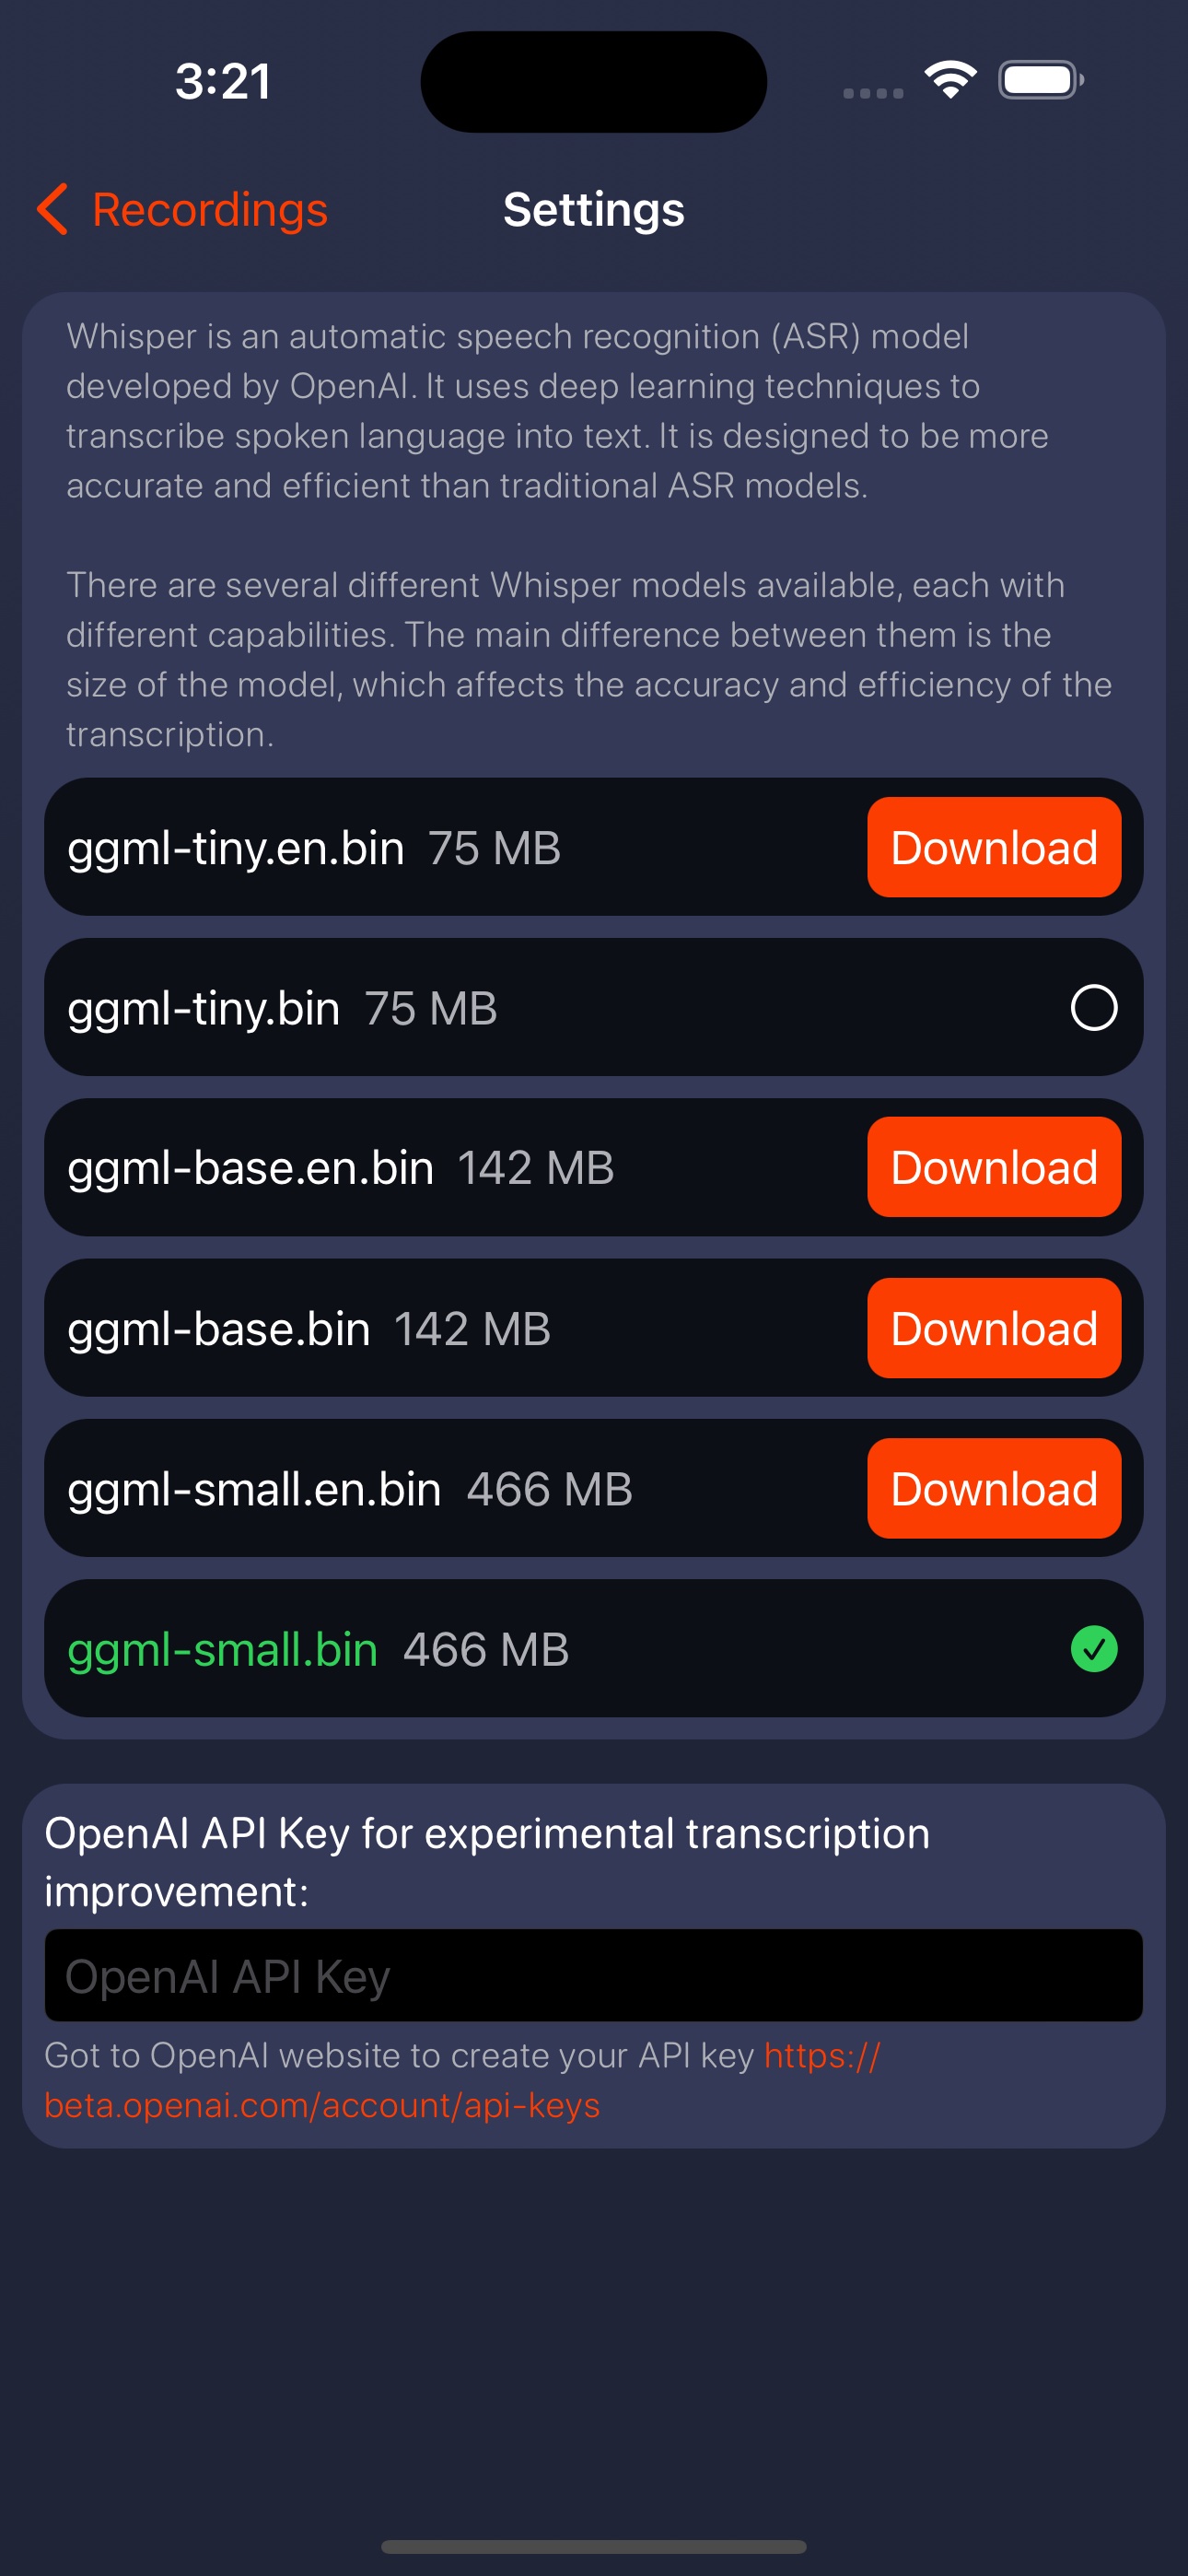 3:21
Recordings
Settings
Whisper is an automatic speech recognition (ASR) model
developed by OpenAI. It uses deep learning techniques to
transcribe spoken language into text. It is designed to be more
accurate and efficient than traditional ASR models.
There are several different Whisper models available, each with
different capabilities. The main difference between them is the
size of the model, which affects the accuracy and efficiency of the
transcription.
ggml-tiny.en.bin 75 MB Download
ggml-tiny.bin 75 MB
ggml-base.en.bin 142 MB Download
ggml-base.bin 142 MB Download
ggml-small.en.bin 466 MB Download
ggml-small.bin 466 MB
OpenAI API Key for experimental transcription
improvement:
OpenAI API Key
Got to OpenAI website to create your API key https://
beta.openai.com/account/api-keys